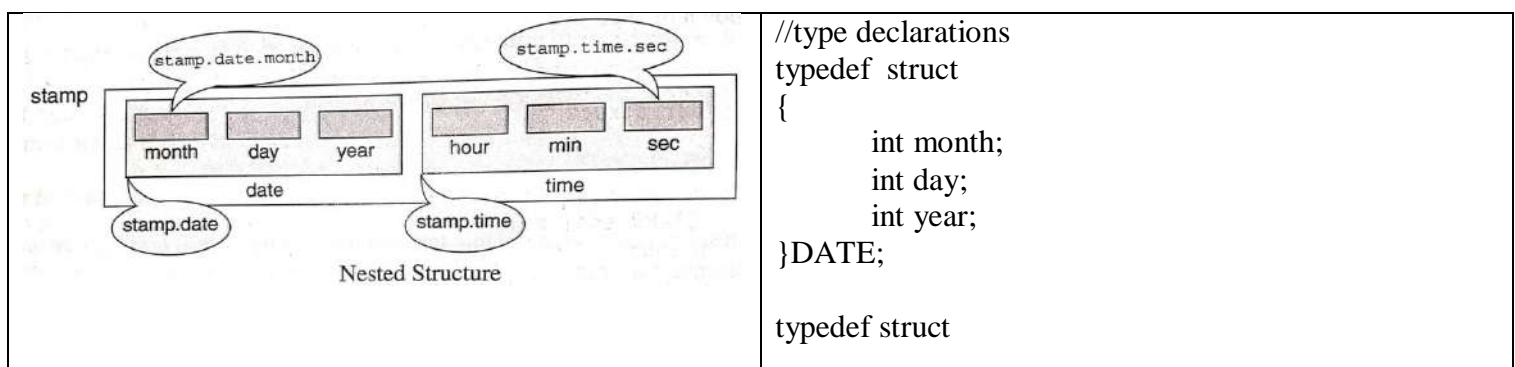 stamp.date.month
stamp.time.sec
stamp
month day year hour min sec
date time
stamp.date stamp.time
Nested Structure
//type declarations
typedef struct
{
int month;
int day;
int year;
}DATE;
typedef struct